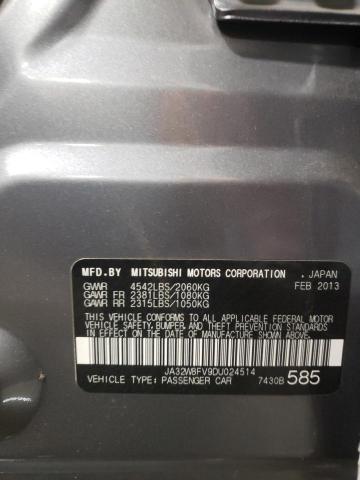 MFD.BY MITSUBISHI MOTORS CORPORATION , JAPAN
GVWR 4542LBS/2060KG FEB 2013
GAWR FR 2381LBS/1080KG
GAWR RR 2315LBS/1050KG
THIS VEHICLE CONFORMS TO ALL APPLICABLE FEDERAL MOTOR
VEHICLE SAFETY,BUMPER, AND THEFT PREVENTION STANDARDS
IN EFFECT ON THE DATE OF MANUFACTURE SHOWN ABOVE.
JA32W8FV9DU024514
VEHICLE TYPE: PASSENGER CAR 7430B 585